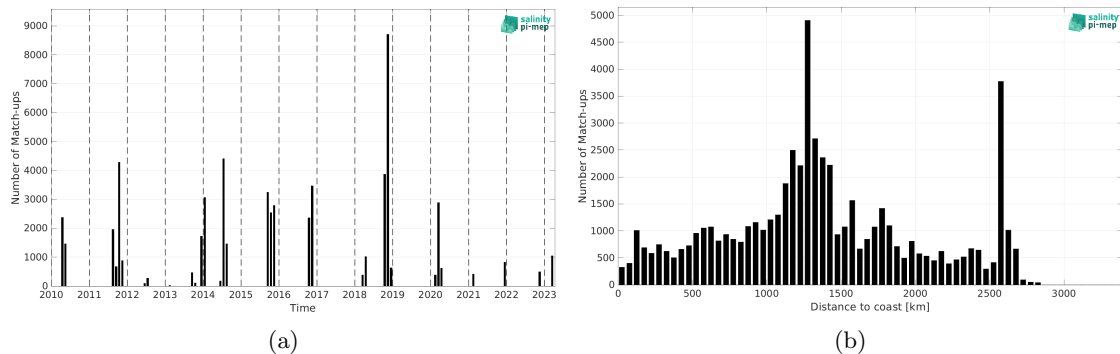 salinity
pi-mep
9000
8000
7000
6000
5000
4000
3000
2000
1000
0
Number of Match-ups
2010 2011 2012 2013 2014 2015 2016 2017 2018 2019 2020 2021 2022 2023
Time
(a)
salinity
pi-mep
5000
4500
4000
3500
3000
2500
2000
1500
1000
500
0
Number of Match-ups
0 500 1000 1500 2000 2500 3000
Distance to coast [km]
(b)